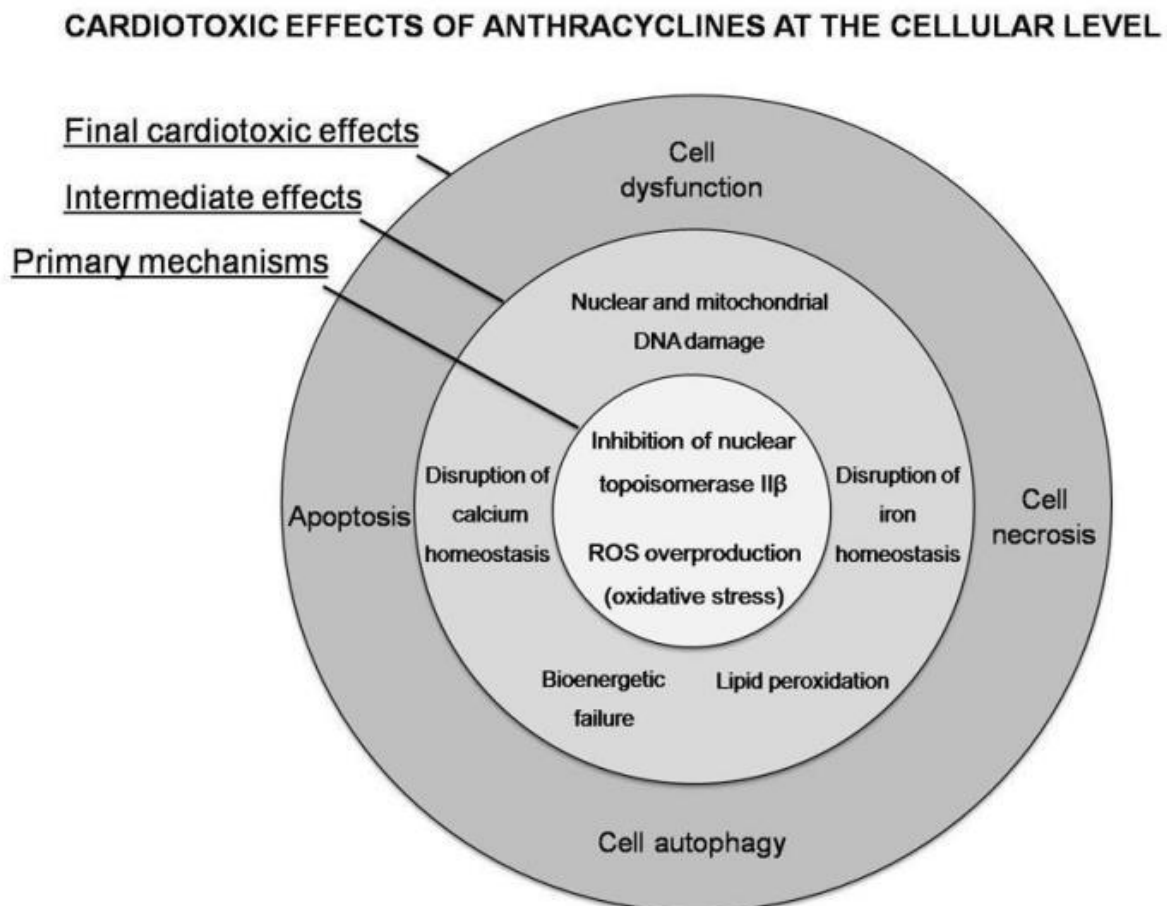 CARDIOTOXIC EFFECTS OF ANTHRACYCLINES AT THE CELLULAR LEVEL
Final cardiotoxic effects
Intermediate effects
Primary mechanisms
Cell
dysfunction
Nuclear and mitochondrial
DNA damage
Inhibition of nuclear
topoisomerase IIβ
ROS overproduction
(oxidative stress)
Disruption of
calcium
homeostasis
Disruption of
iron
homeostasis
Apoptosis
Cell
necrosis
Bioenergetic
failure
Lipid peroxidation
Cell autophagy